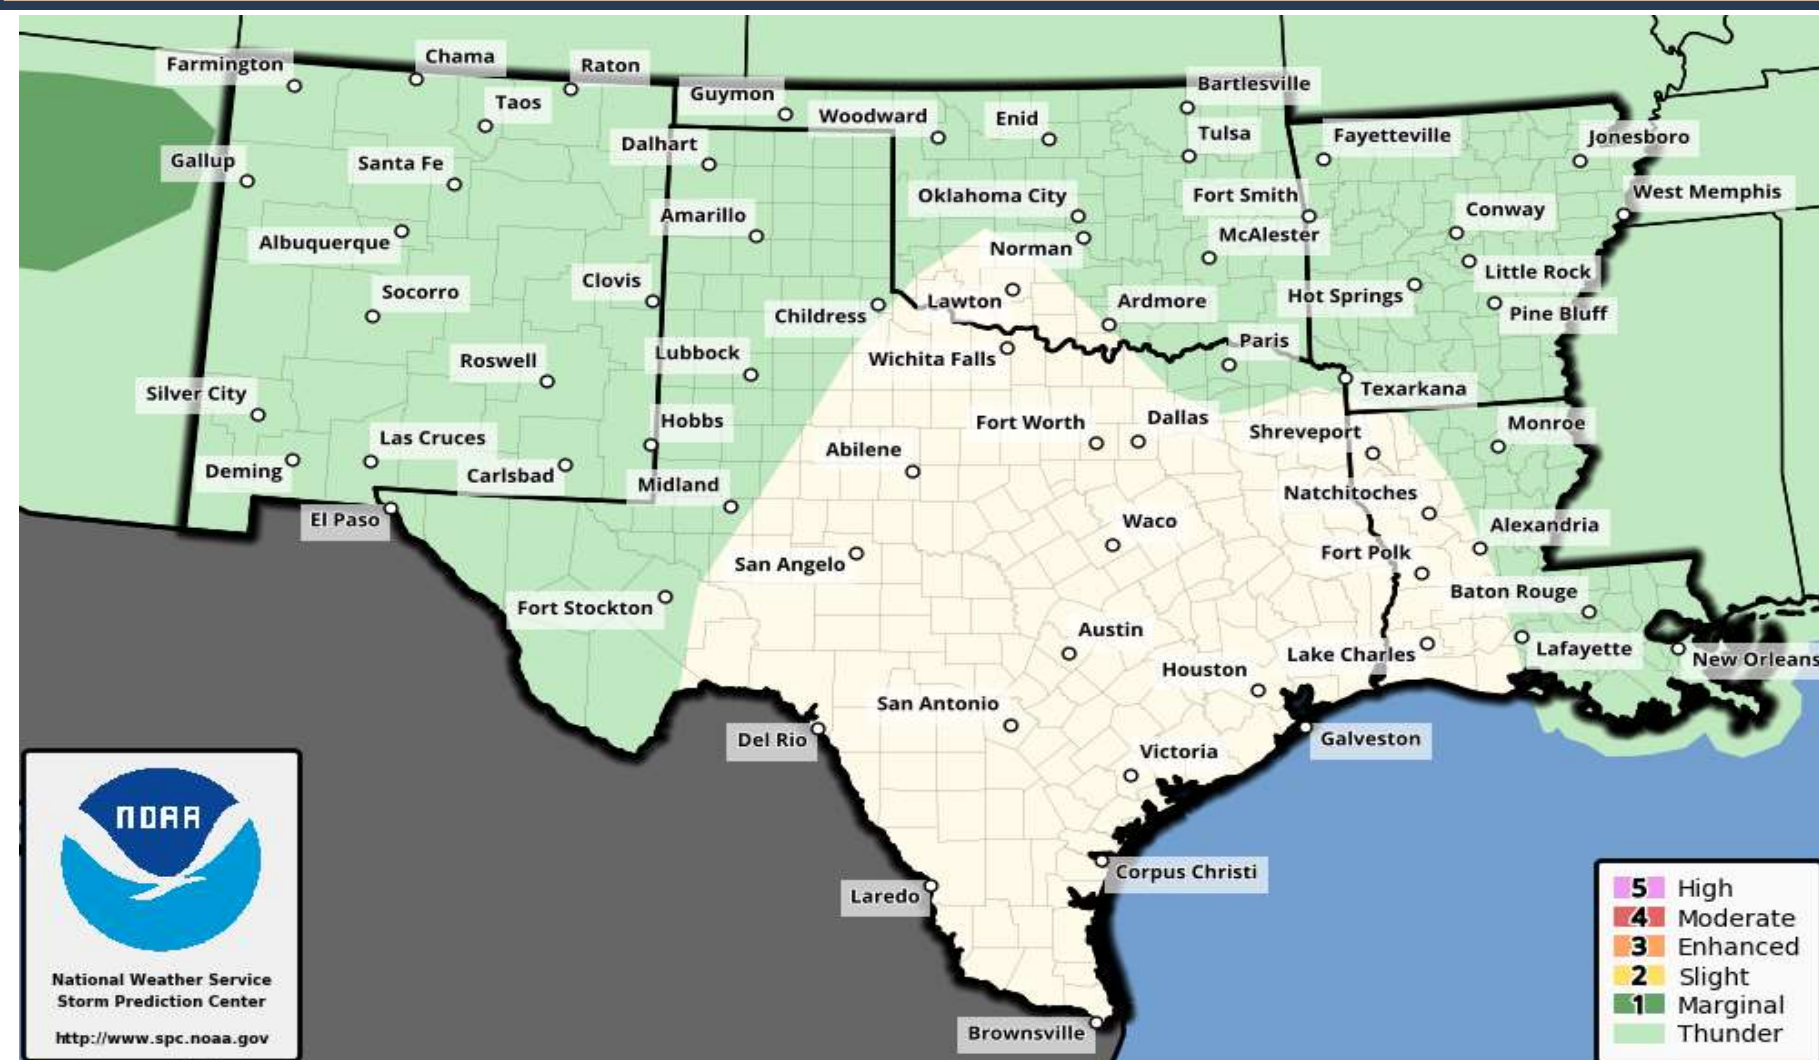 Farmington
Chama
Raton
Taos
Guymon
Woodward
Enid
Bartlesville
Tulsa
Fayetteville
Jonesboro
Gallup
Santa Fe
Dalhart
Oklahoma City
Fort Smith
Conway
West Memphis
Albuquerque
Amarillo
Norman
McAlester
Little Rock
Socorro
Clovis
Childress
Lawton
Ardmore
Hot Springs
Pine Bluff
Roswell
Lubbock
Wichita Falls
Paris
Texarkana
Silver City
Las Cruces
Hobbs
Abilene
Fort Worth
Dallas
Shreveport
Monroe
Deming
Carlsbad
Midland
Natchitoches
El Paso
San Angelo
Waco
Fort Polk
Alexandria
Fort Stockton
Austin
Baton Rouge
Houston
Lake Charles
Lafayette
New Orleans
San Antonio
Del Rio
Victoria
Galveston
Laredo
Corpus Christi
Brownsville
NOAA
National Weather Service
Storm Prediction Center
http://www.spc.noaa.gov
5 High
4 Moderate
3 Enhanced
2 Slight
1 Marginal
Thunder